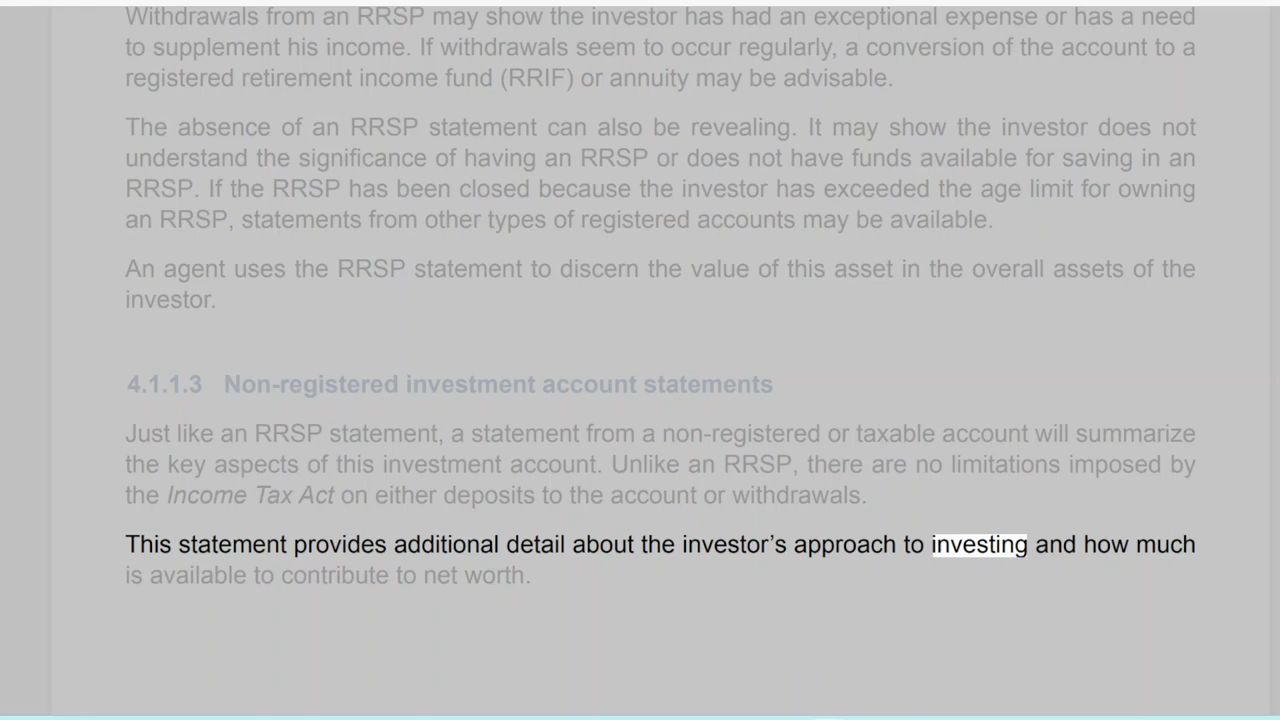 Withdrawals from an RRSP may show the investor has had an exceptional expense or has a need
to supplement his income. If withdrawals seem to occur regularly, a conversion of the account to a
registered retirement income fund (RRIF) or annuity may be advisable.
The absence of an RRSP statement can also be revealing. It may show the investor does not
understand the significance of having an RRSP or does not have funds available for saving in an
RRSP. If the RRSP has been closed because the investor has exceeded the age limit for owning
an RRSP, statements from other types of registered accounts may be available.
An agent uses the RRSP statement to discern the value of this asset in the overall assets of the
investor.
4.1.1.3 Non-registered investment account statements
Just like an RRSP statement, a statement from a non-registered or taxable account will summarize
the key aspects of this investment account. Unlike an RRSP, there are no limitations imposed by
the Income Tax Act on either deposits to the account or withdrawals.
This statement provides additional detail about the investor’s approach to investing and how much
is available to contribute to net worth.